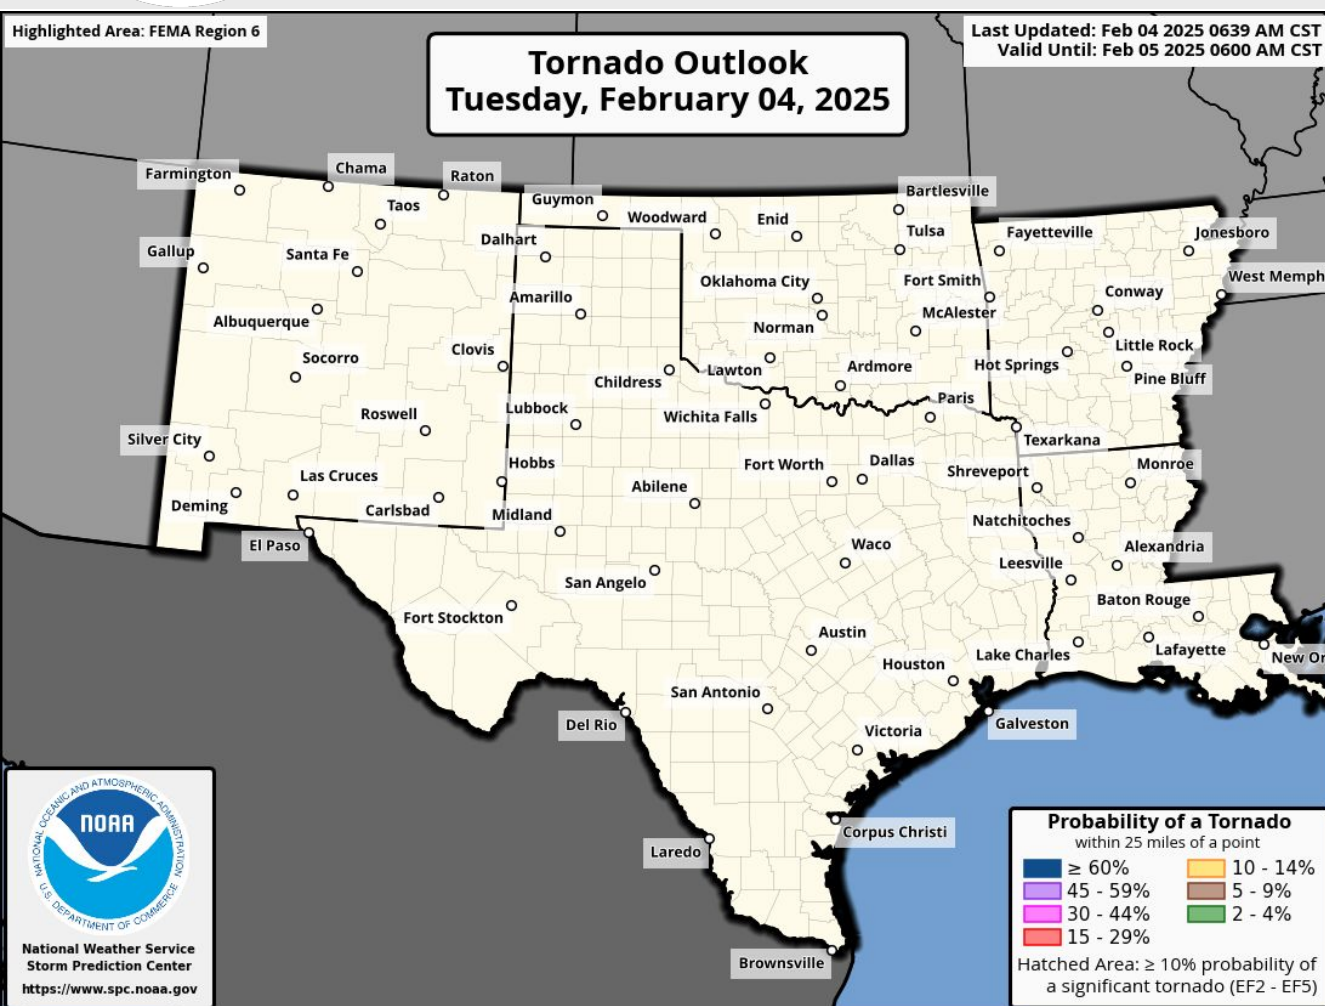 Highlighted Area: FEMA Region 6
Last Updated: Feb 04 2025 0639 AM CST
Valid Until: Feb 05 2025 0600 AM CST
Tornado Outlook
Tuesday, February 04, 2025
Farmington
Chama
Raton
Taos
Guymon
Woodward
Enid
Bartlesville
Tulsa
Fayetteville
Jonesboro
Gallup
Santa Fe
Dalhart
Amarillo
Oklahoma City
Fort Smith
Conway
West Memph
Albuquerque
Norman
McAlester
Little Rock
Socorro
Clovis
Childress
Lawton
Ardmore
Hot Springs
Pine Bluff
Roswell
Lubbock
Wichita Falls
Paris
Texarkana
Silver City
Las Cruces
Hobbs
Abilene
Fort Worth
Dallas
Shreveport
Monroe
Deming
Carlsbad
Midland
Natchitoches
El Paso
San Angelo
Waco
Leesville
Alexandria
Fort Stockton
Austin
Baton Rouge
Houston
Lake Charles
Lafayette
New Or
Del Rio
San Antonio
Victoria
Galveston
Laredo
Corpus Christi
Brownsville
NATIONAL OCEANIC AND ATMOSPHERIC ADMINISTRATION
NOAA
U.S. DEPARTMENT OF COMMERCE
National Weather Service
Storm Prediction Center
https://www.spc.noaa.gov
Probability of a Tornado
within 25 miles of a point
≥ 60%
45 - 59%
30 - 44%
15 - 29%
10 - 14%
5 - 9%
2 - 4%
Hatched Area: ≥ 10% probability of
a significant tornado (EF2 - EF5)